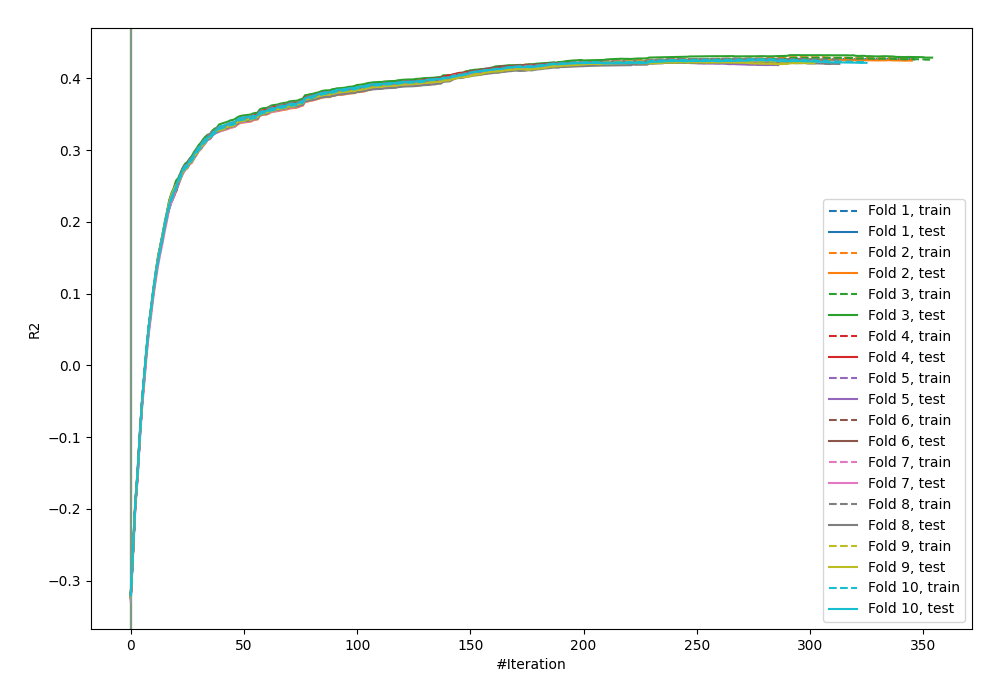 0.4
0.3
0.2
0.1
0.0
−0.1
−0.2
−0.3
R2
0
50
100
150
200
250
300
350
#Iteration
Fold 1, train
Fold 1, test
Fold 2, train
Fold 2, test
Fold 3, train
Fold 3, test
Fold 4, train
Fold 4, test
Fold 5, train
Fold 5, test
Fold 6, train
Fold 6, test
Fold 7, train
Fold 7, test
Fold 8, train
Fold 8, test
Fold 9, train
Fold 9, test
Fold 10, train
Fold 10, test